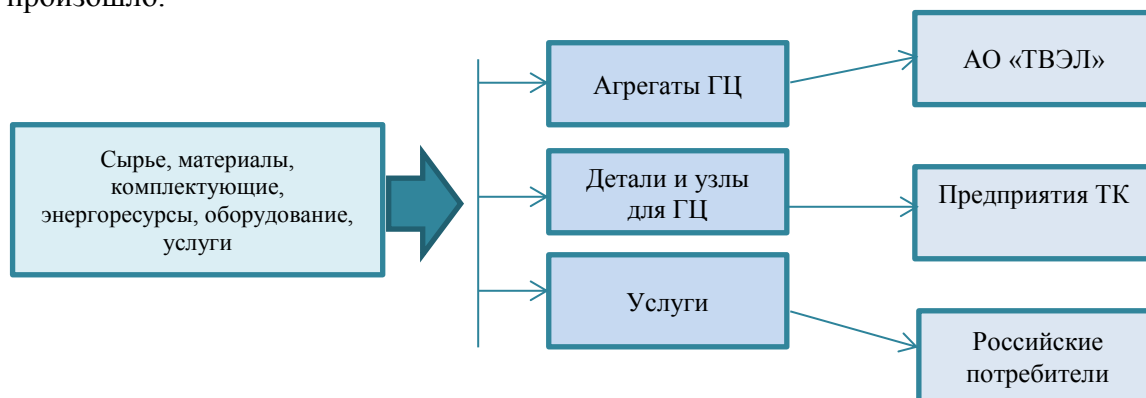 произошло.
Сырье, материалы,
комплектующие,
энергоресурсы, оборудование,
услуги
Агрегаты ГЦ
Детали и узлы
для ГЦ
Услуги
АО «ТВЭЛ»
Предприятия ТК
Российские
потребители